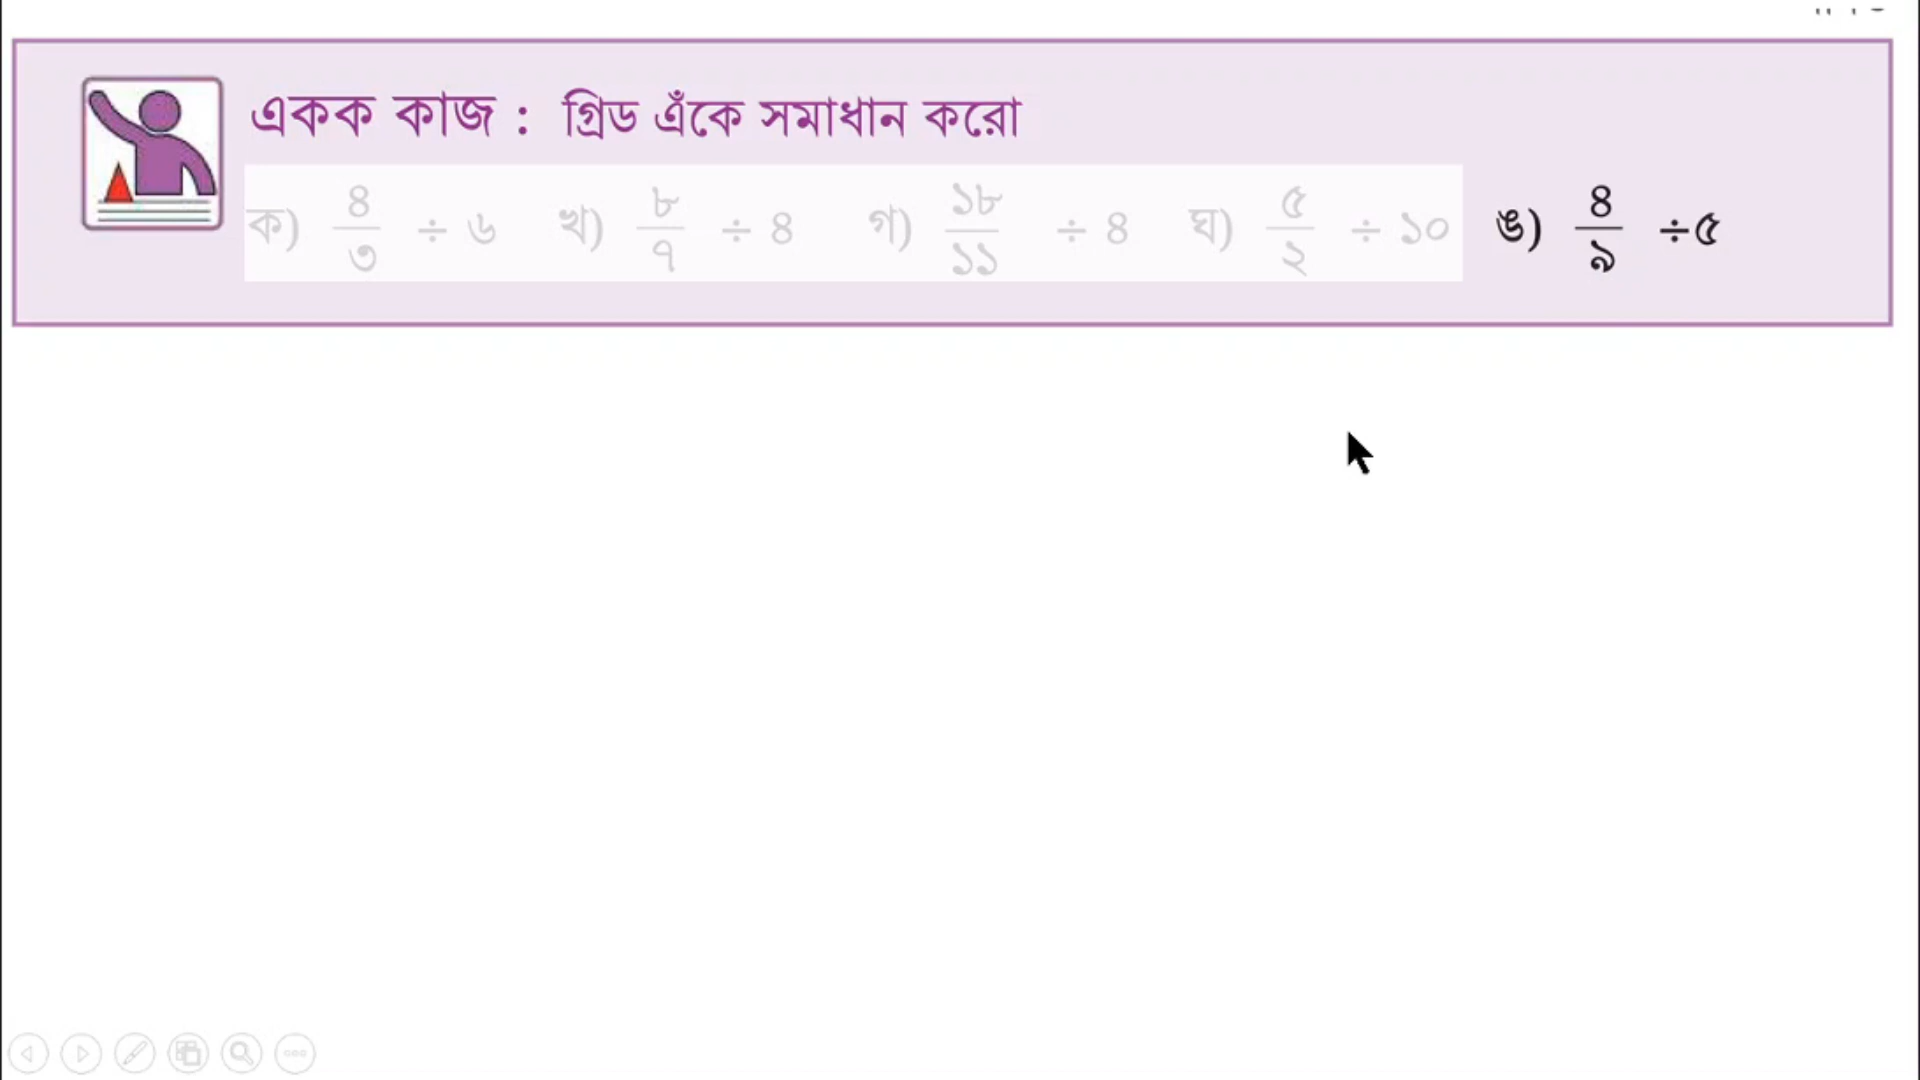 একক কাজ : গ্রিড এঁকে সমাধান করো
ক) ৪/৩ ÷ ৬ খ) ৮/৭ ÷ ৪ গ) ১৮/১১ ÷ ৪ ঘ) ৫/২ ÷ ১০ ঙ) ৪/৯ ÷৫